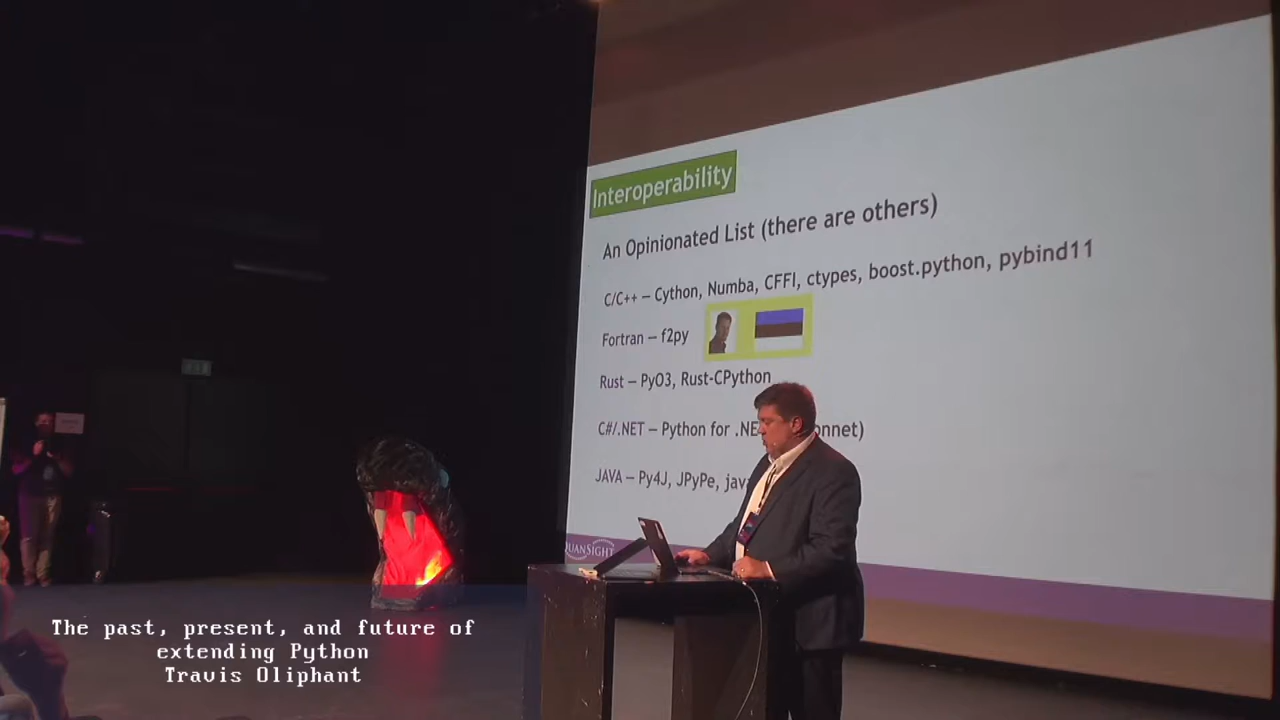 Interoperability
An Opinionated List (there are others)
C/C++ – Cython, Numba, CFFI, ctypes, boost.python, pybind11
Fortran – f2py
Rust – PyO3, Rust-CPython
C#/.NET – Python for .NE onnet)
JAVA – Py4J, JPyPe, jav
QUANSIGHT
The past, present, and future of
extending Python
Travis Oliphant